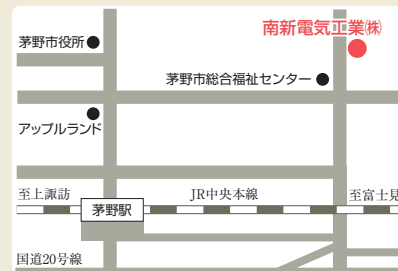 南新電気工業㈱
茅野市役所
茅野市総合福祉センター
アップルランド
至上諏訪
JR中央本線
至富士見
茅野駅
国道20号線